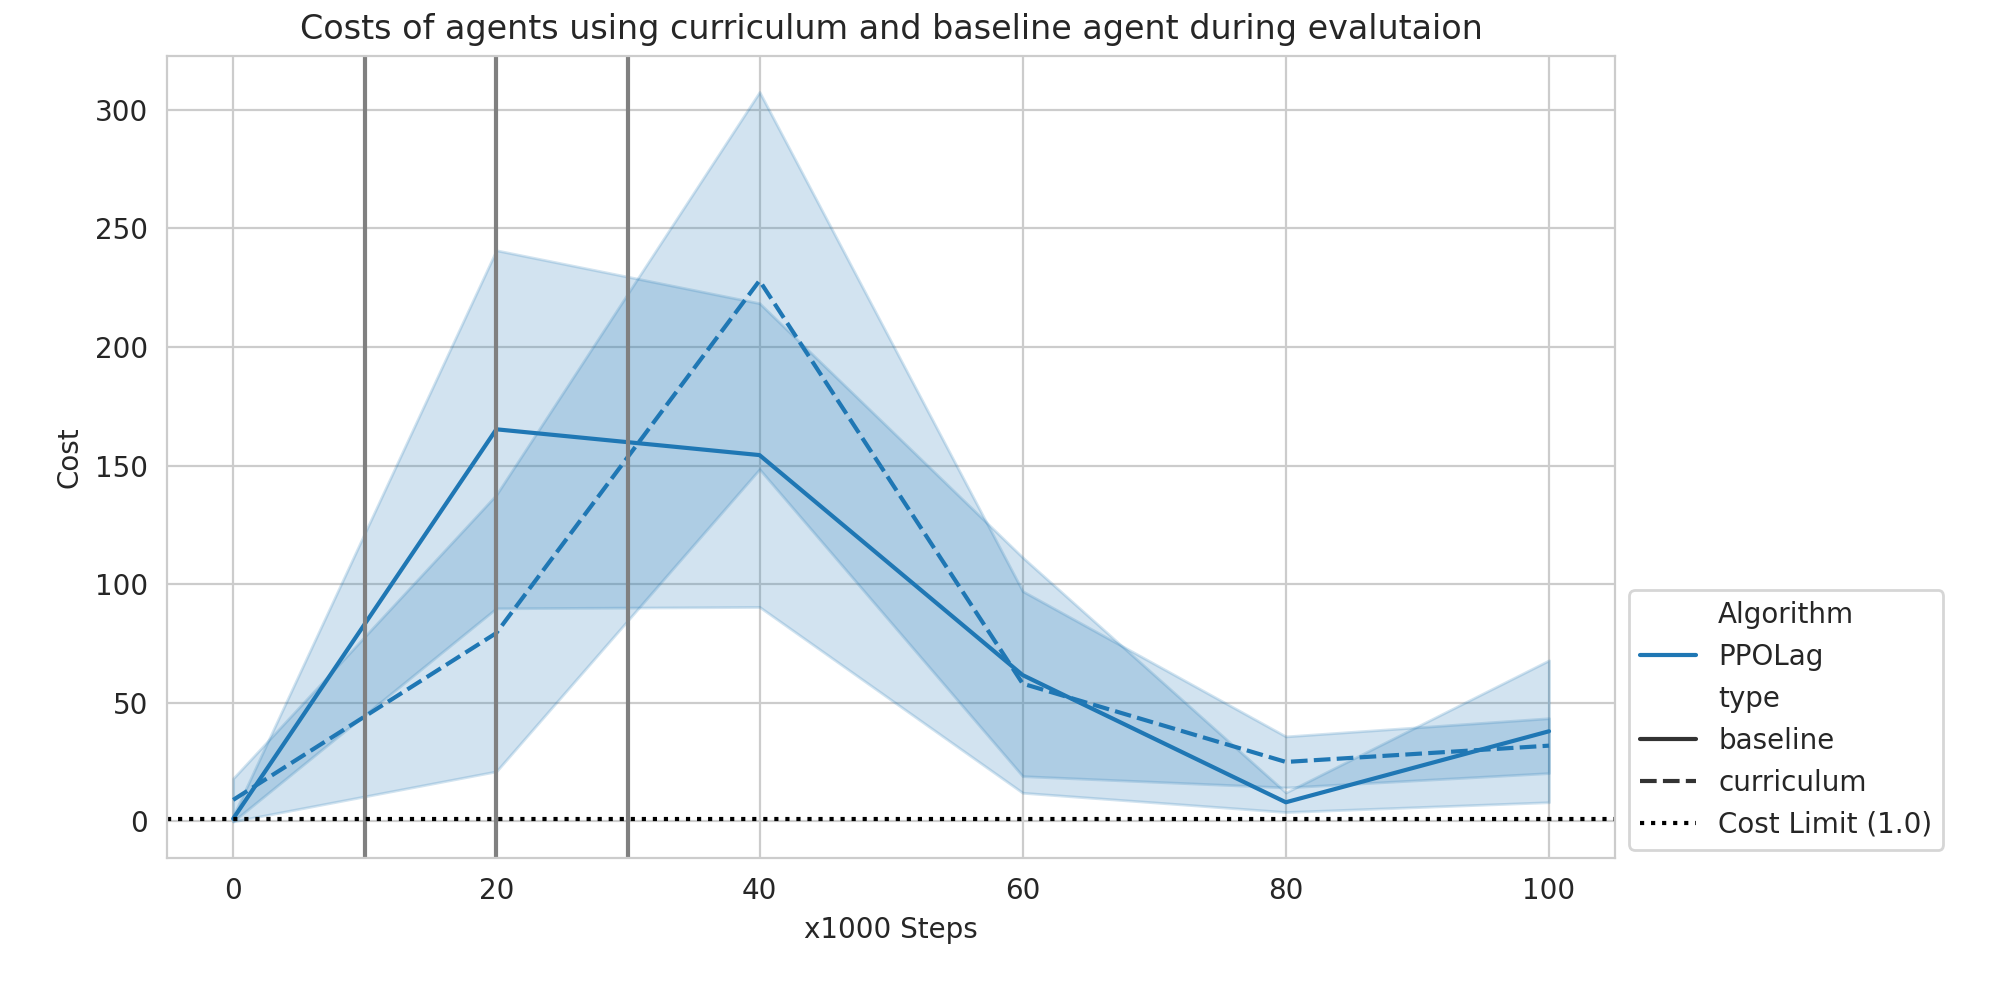 Costs of agents using curriculum and baseline agent during evalutaion
300
250
200
150
100
50
0
Cost
0 20 40 60 80 100
x1000 Steps
Algorithm
PPOLag
type
baseline
curriculum
Cost Limit (1.0)